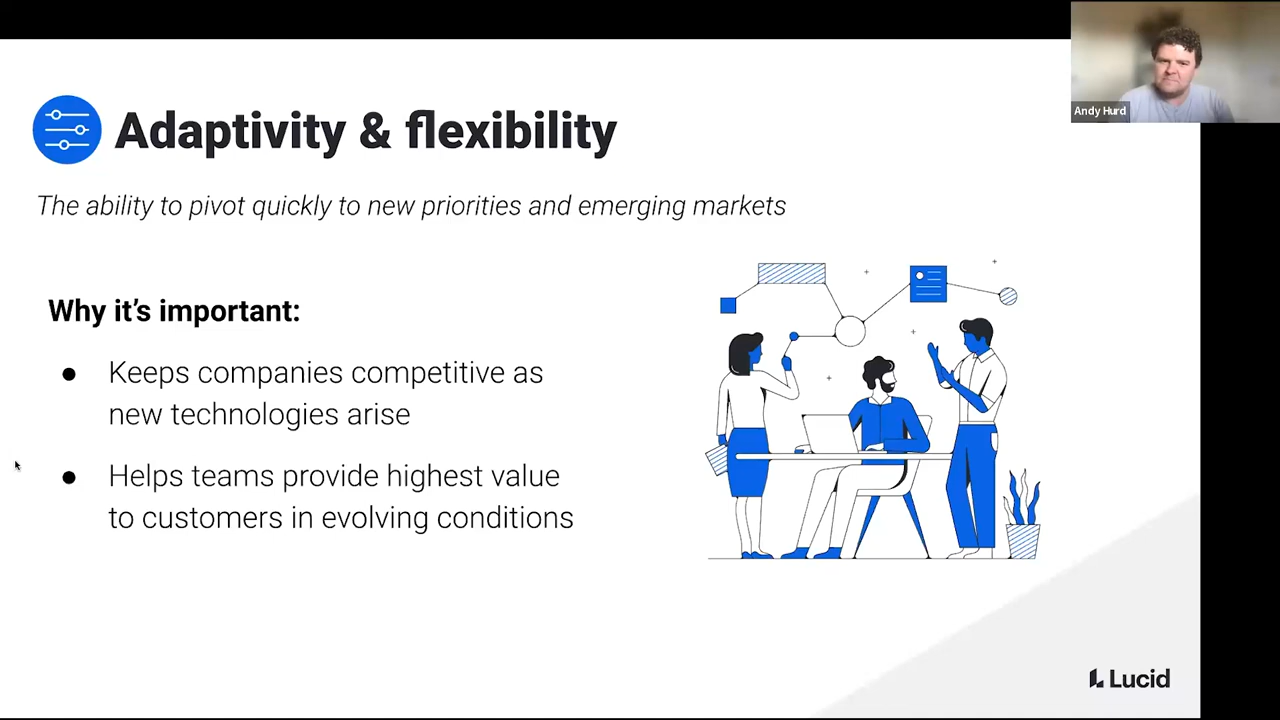 Andy Hurd
Adaptivity & flexibility
The ability to pivot quickly to new priorities and emerging markets
Why it's important:
● Keeps companies competitive as
new technologies arise
● Helps teams provide highest value
to customers in evolving conditions
Lucid